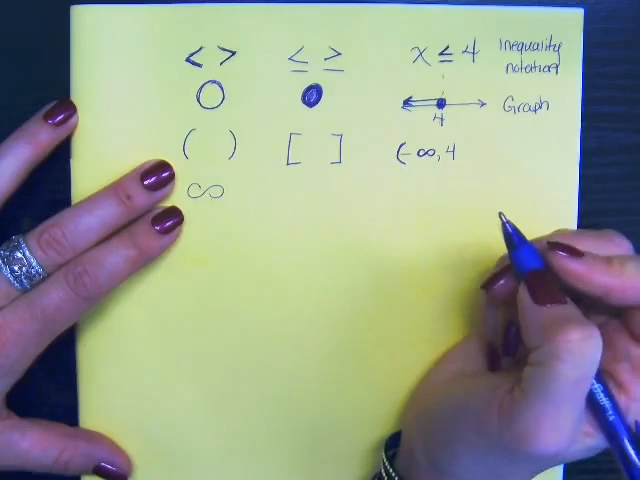 < > ≤ ≥ x ≤ 4 Inequality notation
4 Graph
( ) [ ] (-∞, 4
∞